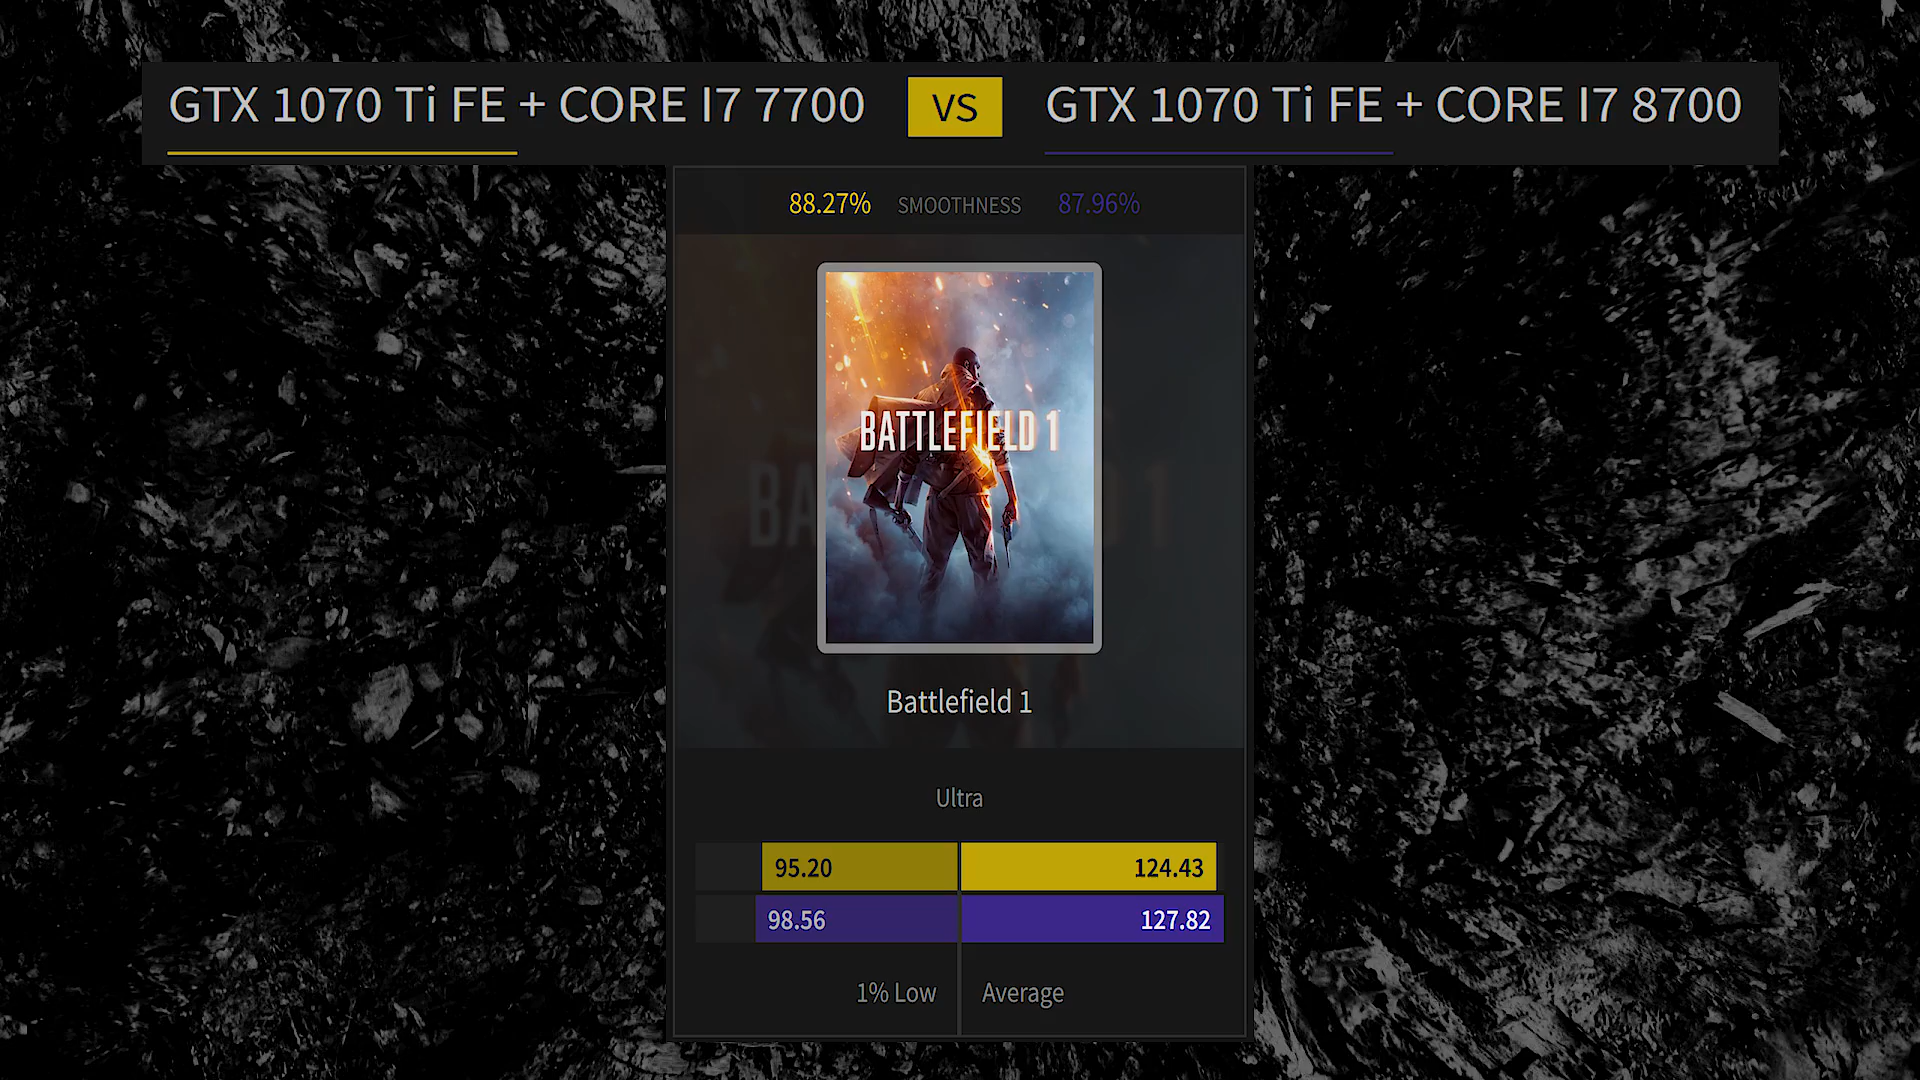 GTX 1070 Ti FE + CORE I7 7700 VS GTX 1070 Ti FE + CORE I7 8700
88.27% SMOOTHNESS 87.96%
BATTLEFIELD 1
Battlefield 1
Ultra
95.20 124.43
98.56 127.82
1% Low Average